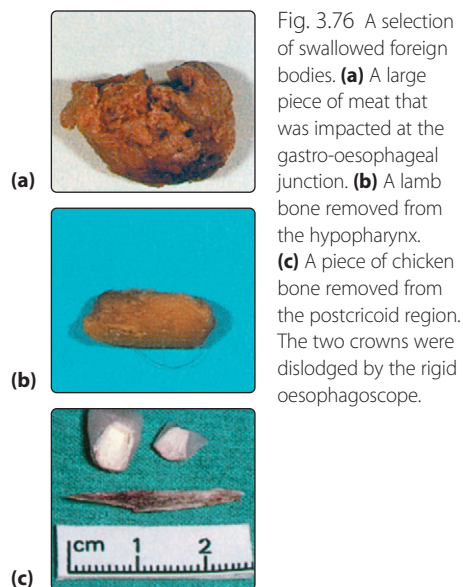 Fig. 3.76 A selection
of swallowed foreign
bodies. (a) A large
piece of meat that
was impacted at the
gastro-oesophageal
junction. (b) A lamb
bone removed from
the hypopharynx.
(c) A piece of chicken
bone removed from
the postcricoid region.
The two crowns were
dislodged by the rigid
oesophagoscope.
(a)
(b)
(c)
cm 1 2